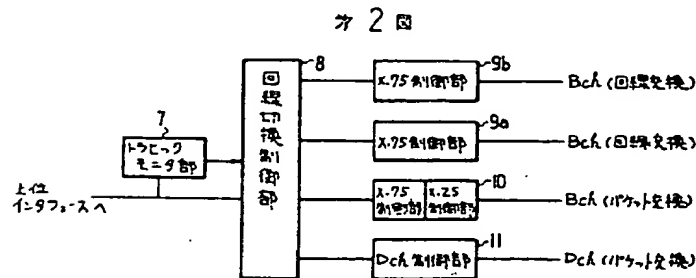 第2図
8
回線切換制御部
9b
X.75制御部
Bch (回線交換)
7
トラヒック
モニタ部
9a
X.75制御部
Bch (回線交換)
上位
インタフェースへ
10
X.75
制御部
X.25
制御部
Bch (パケット交換)
11
Dch制御部
Dch (パケット交換)